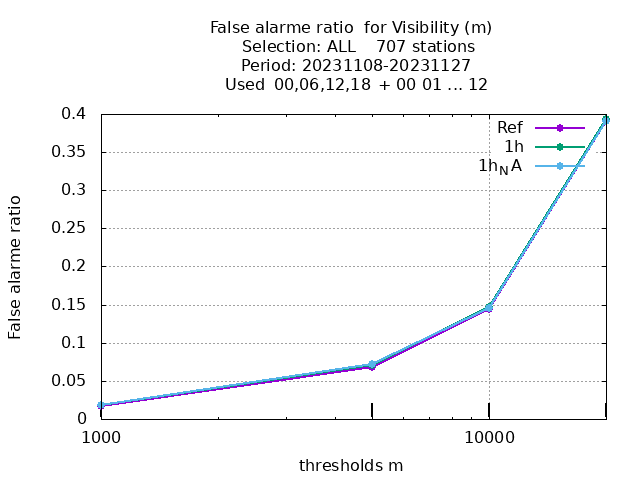 False alarme ratio for Visibility (m)
Selection: ALL 707 stations
Period: 20231108-20231127
Used 00,06,12,18 + 00 01 ... 12
0.4
0.35
0.3
0.25
0.2
0.15
0.1
0.05
0
False alarme ratio
Ref
1h
1hNA
1000
10000
thresholds m